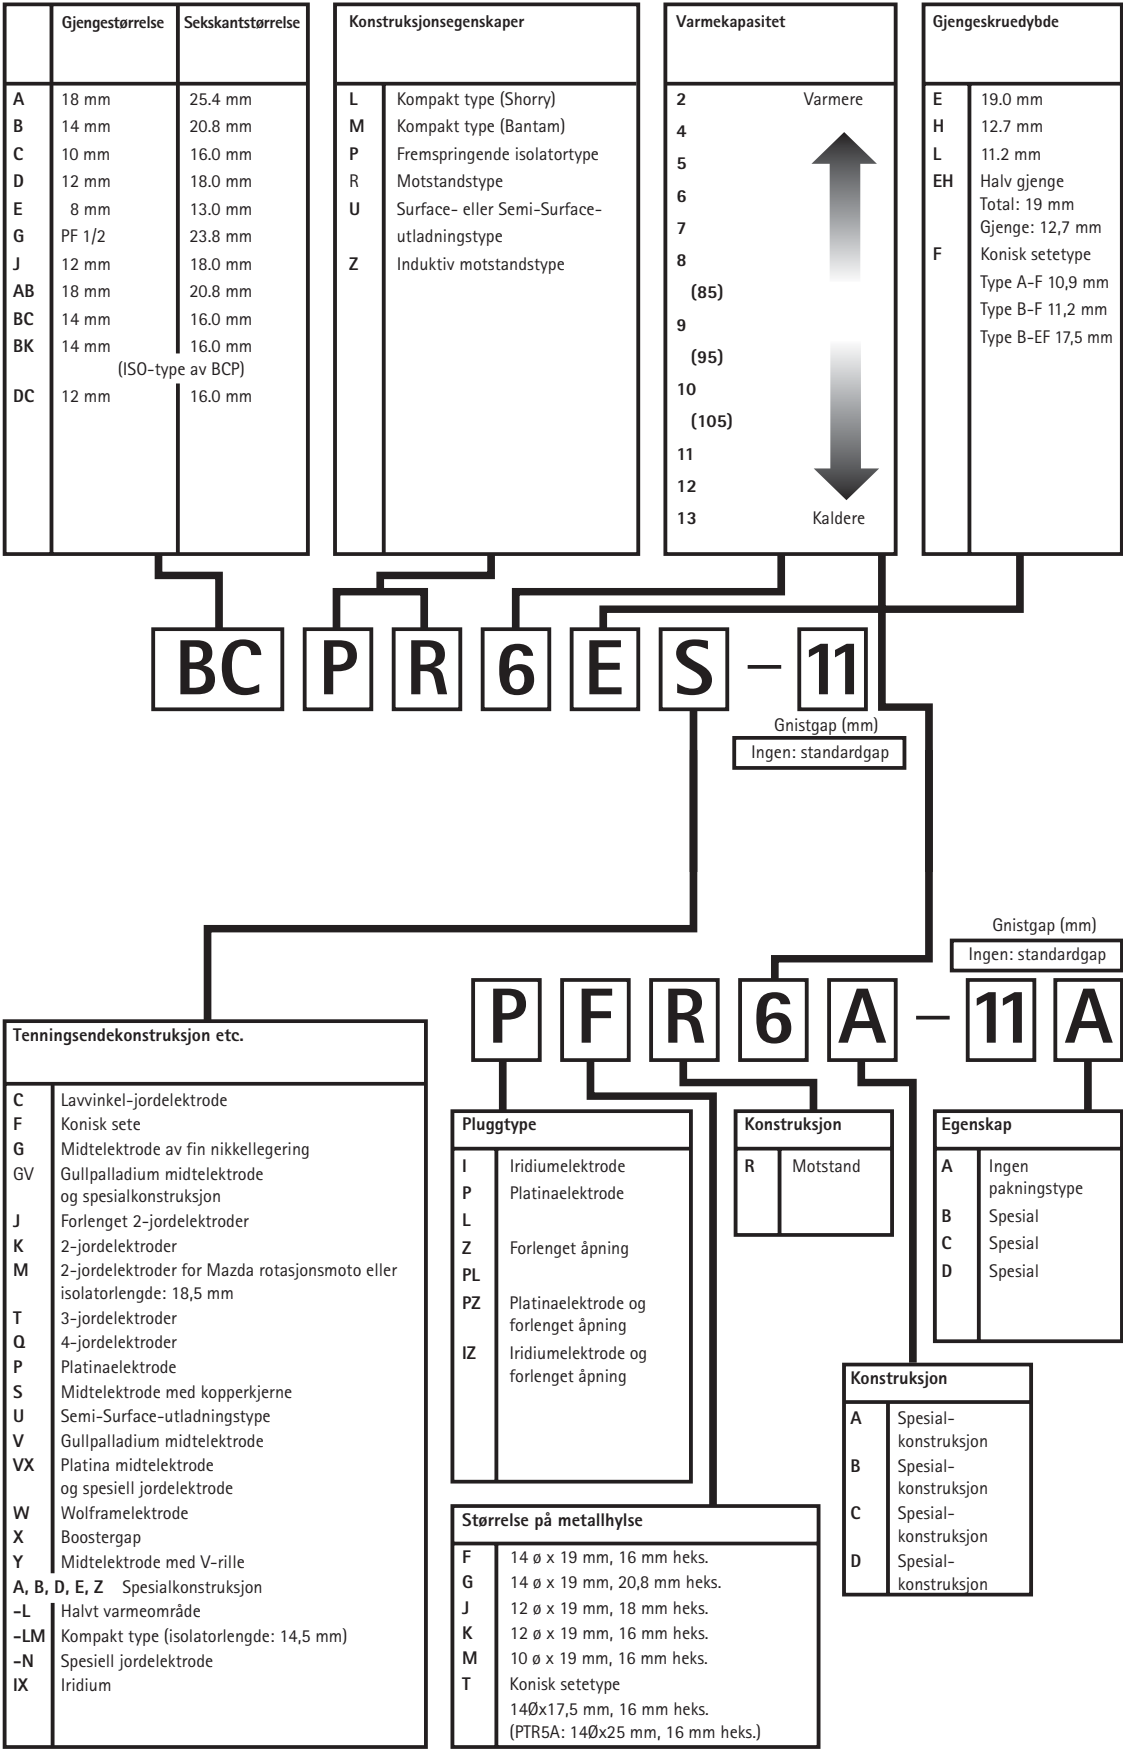 Gjengestørrelse Sekskantstørrelse
A 18 mm 25.4 mm
B 14 mm 20.8 mm
C 10 mm 16.0 mm
D 12 mm 18.0 mm
E 8 mm 13.0 mm
G PF 1/2 23.8 mm
J 12 mm 18.0 mm
AB 18 mm 20.8 mm
BC 14 mm 16.0 mm
BK 14 mm 16.0 mm
(ISO-type av BCP)
DC 12 mm 16.0 mm
Konstruksjonsegenskaper
L Kompakt type (Shorry)
M Kompakt type (Bantam)
P Fremspringende isolatortype
R Motstandstype
U Surface- eller Semi-Surface-
utladningstype
Z Induktiv motstandstype
Varmekapasitet
2 Varmere
4
5
6
7
8
(85)
9
(95)
10
(105)
11
12
13 Kaldere
Gjengeskruedybde
E 19.0 mm
H 12.7 mm
L 11.2 mm
EH Halv gjenge
Total: 19 mm
Gjenge: 12,7 mm
F Konisk setetype
Type A-F 10,9 mm
Type B-F 11,2 mm
Type B-EF 17,5 mm
BC P R 6 E S – 11
Gnistgap (mm)
Ingen: standardgap
Gnistgap (mm)
Ingen: standardgap
P F R 6 A – 11 A
Tenningsendekonstruksjon etc.
C Lavvinkel-jordelektrode
F Konisk sete
G Midtelektrode av fin nikkellegering
GV Gullpalladium midtelektrode
og spesialkonstruksjon
J Forlenget 2-jordelektroder
K 2-jordelektroder
M 2-jordelektroder for Mazda rotasjonsmoto eller
isolatorlengde: 18,5 mm
T 3-jordelektroder
Q 4-jordelektroder
P Platinaelektrode
S Midtelektrode med kopperkjerne
U Semi-Surface-utladningstype
V Gullpalladium midtelektrode
VX Platina midtelektrode
og spesiell jordelektrode
W Wolframelektrode
X Boostergap
Y Midtelektrode med V-rille
A, B, D, E, Z Spesialkonstruksjon
-L Halvt varmeområde
-LM Kompakt type (isolatorlengde: 14,5 mm)
-N Spesiell jordelektrode
IX Iridium
Pluggtype
I Iridiumelektrode
P Platinaelektrode
L
Z Forlenget åpning
PL
PZ Platinaelektrode og
forlenget åpning
IZ Iridiumelektrode og
forlenget åpning
Konstruksjon
R Motstand
Egenskap
A Ingen
pakningstype
B Spesial
C Spesial
D Spesial
Konstruksjon
A Spesial-
konstruksjon
B Spesial-
konstruksjon
C Spesial-
konstruksjon
D Spesial-
konstruksjon
Størrelse på metallhylse
F 14 ø x 19 mm, 16 mm heks.
G 14 ø x 19 mm, 20,8 mm heks.
J 12 ø x 19 mm, 18 mm heks.
K 12 ø x 19 mm, 16 mm heks.
M 10 ø x 19 mm, 16 mm heks.
T Konisk setetype
14Øx17,5 mm, 16 mm heks.
(PTR5A: 14Øx25 mm, 16 mm heks.)